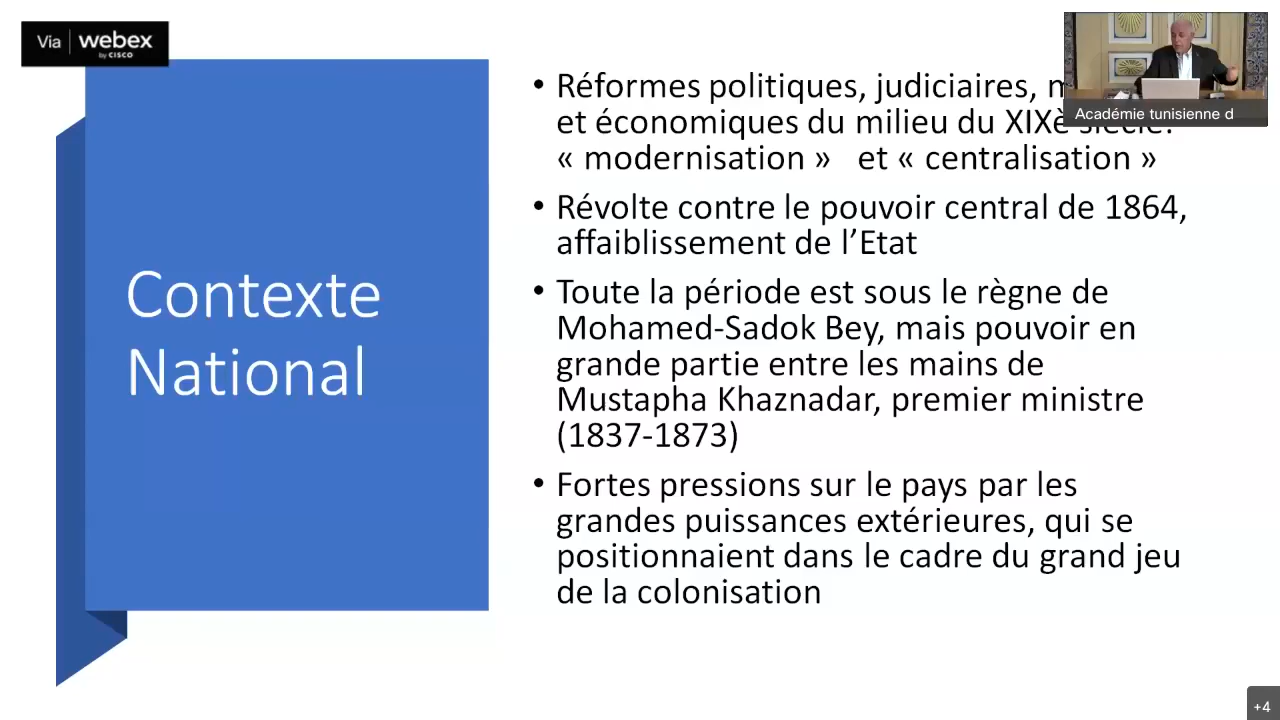 Via webex
by CISCO
Contexte
National
• Réformes politiques, judiciaires,
et économiques du milieu du XIXè siècle:
« modernisation » et « centralisation »
• Révolte contre le pouvoir central de 1864,
affaiblissement de l’Etat
• Toute la période est sous le règne de
Mohamed-Sadok Bey, mais pouvoir en
grande partie entre les mains de
Mustapha Khaznadar, premier ministre
(1837-1873)
• Fortes pressions sur le pays par les
grandes puissances extérieures, qui se
positionnaient dans le cadre du grand jeu
de la colonisation
Académie tunisienne d
+4